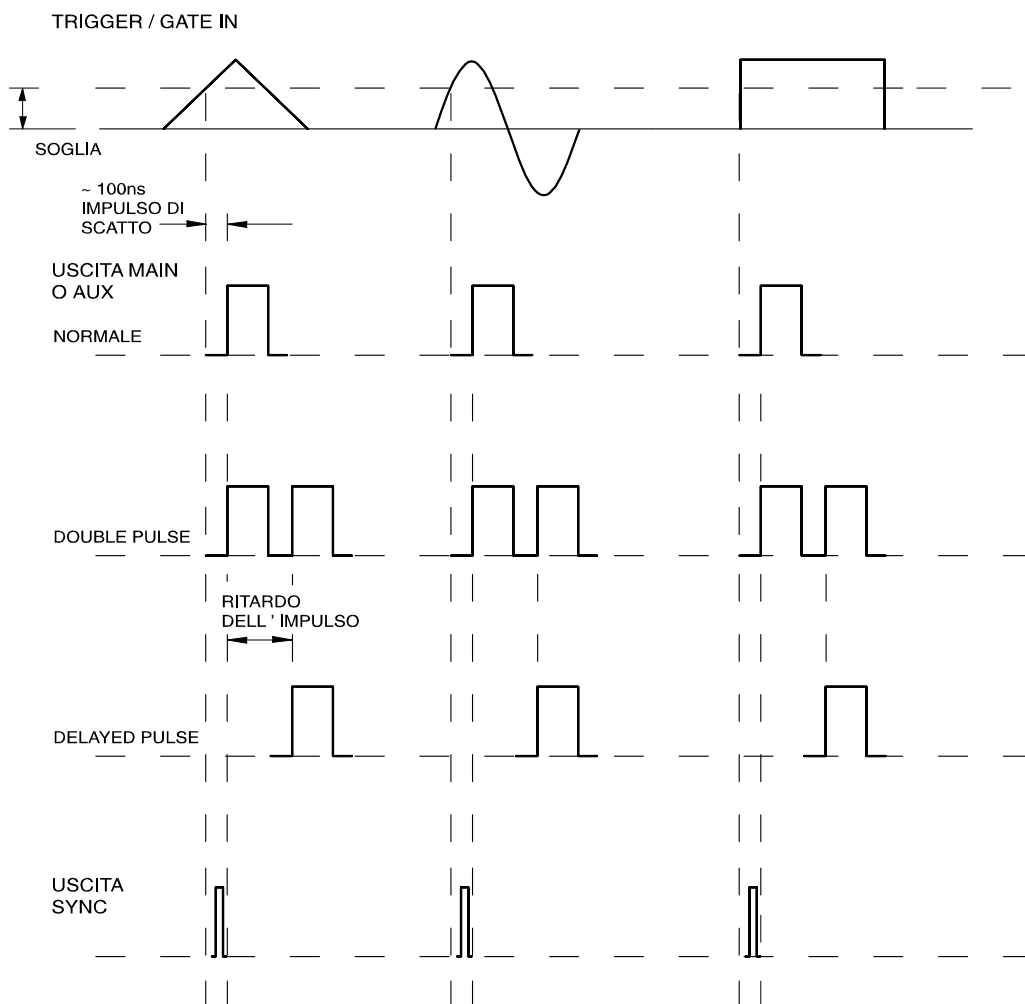 TRIGGER / GATE IN
SOGLIA
~ 100ns
IMPULSO DI
SCATTO
USCITA MAIN
O AUX
NORMALE
DOUBLE PULSE
RITARDO
DELL ' IMPULSO
DELAYED PULSE
USCITA
SYNC